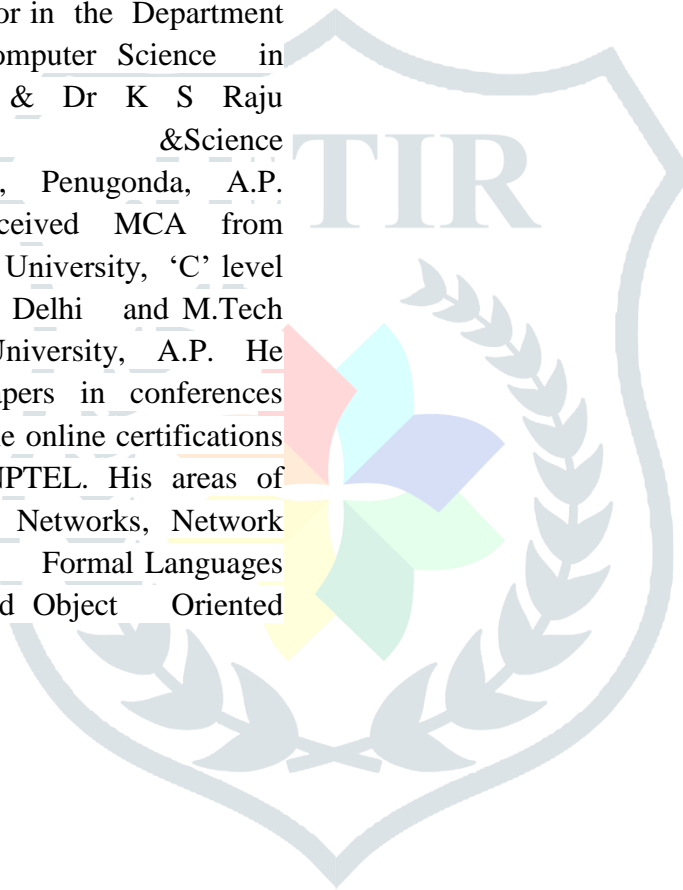 or in the Department
omputer Science in
& Dr K S Raju
&Science
, Penugonda, A.P.
ceived MCA from
University, ‘C’ level
Delhi and M.Tech
University, A.P. He
apers in conferences
e online certifications
NPTEL. His areas of
Networks, Network
Formal Languages
d Object Oriented
TIR